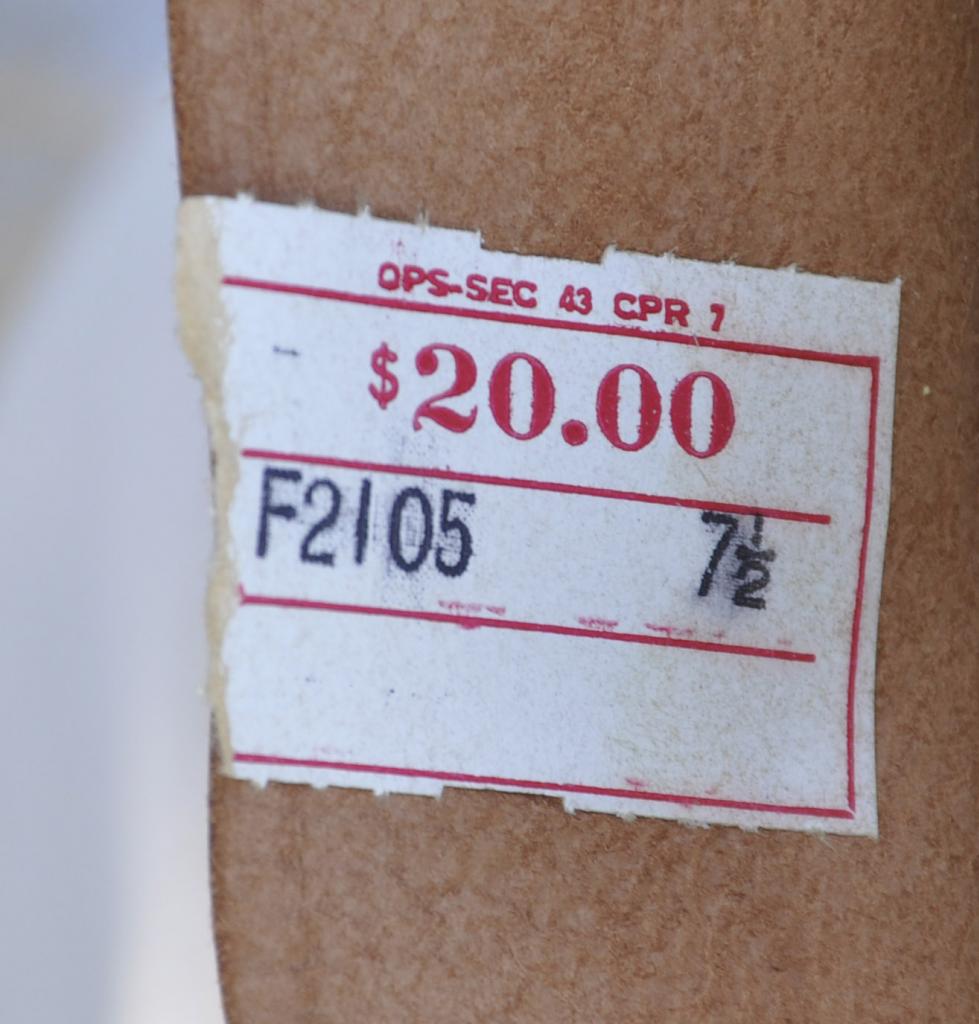 OPS-SEC 43 CPR 7
$20.00
F2105 7½